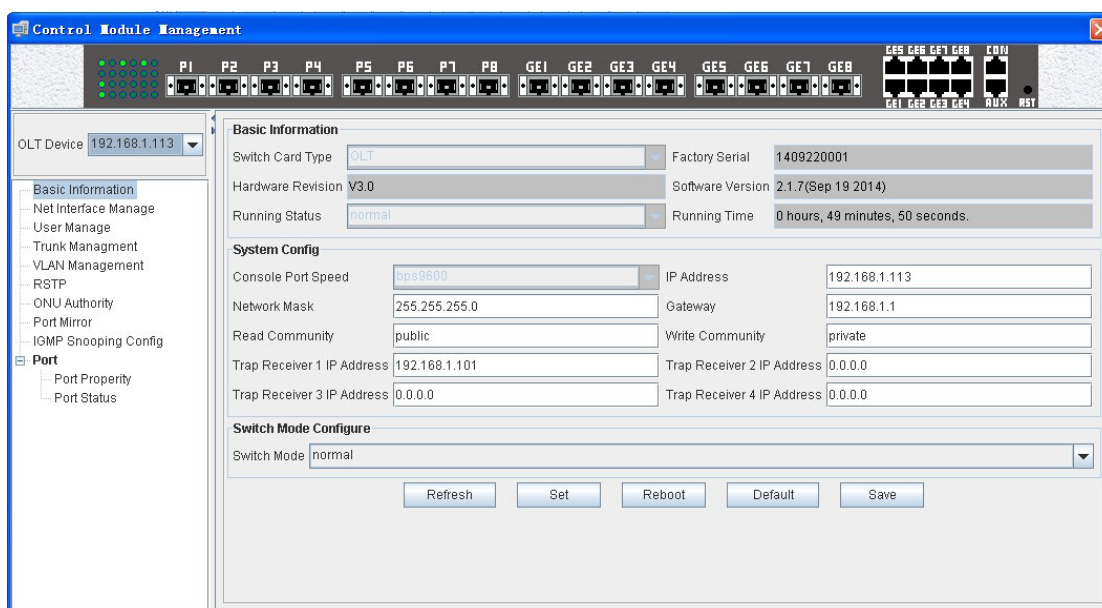 Control Module Management
GE5 GE6 GE7 GE8 CON
P1 P2 P3 P4 P5 P6 P7 P8 GE1 GE2 GE3 GE4 GE5 GE6 GE7 GE8
GE1 GE2 GE3 GE4 AUX RST
OLT Device 192.168.1.113
Basic Information
Net Interface Manage
User Manage
Trunk Managment
VLAN Management
RSTP
ONU Authority
Port Mirror
IGMP Snooping Config
Port
Port Properity
Port Status
Basic Information
Switch Card Type OLT Factory Serial 1409220001
Hardware Revision V3.0 Software Version 2.1.7(Sep 19 2014)
Running Status normal Running Time 0 hours, 49 minutes, 50 seconds.
System Config
Console Port Speed bps9600 IP Address 192.168.1.113
Network Mask 255.255.255.0 Gateway 192.168.1.1
Read Community public Write Community private
Trap Receiver 1 IP Address 192.168.1.101 Trap Receiver 2 IP Address 0.0.0.0
Trap Receiver 3 IP Address 0.0.0.0 Trap Receiver 4 IP Address 0.0.0.0
Switch Mode Configure
Switch Mode normal
Refresh Set Reboot Default Save